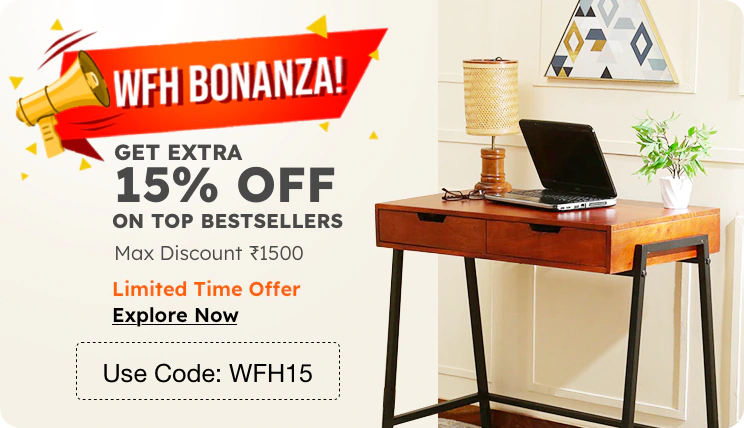 WFH BONANZA!
GET EXTRA
15% OFF
ON TOP BESTSELLERS
Max Discount ₹1500
Limited Time Offer
Explore Now
Use Code: WFH15